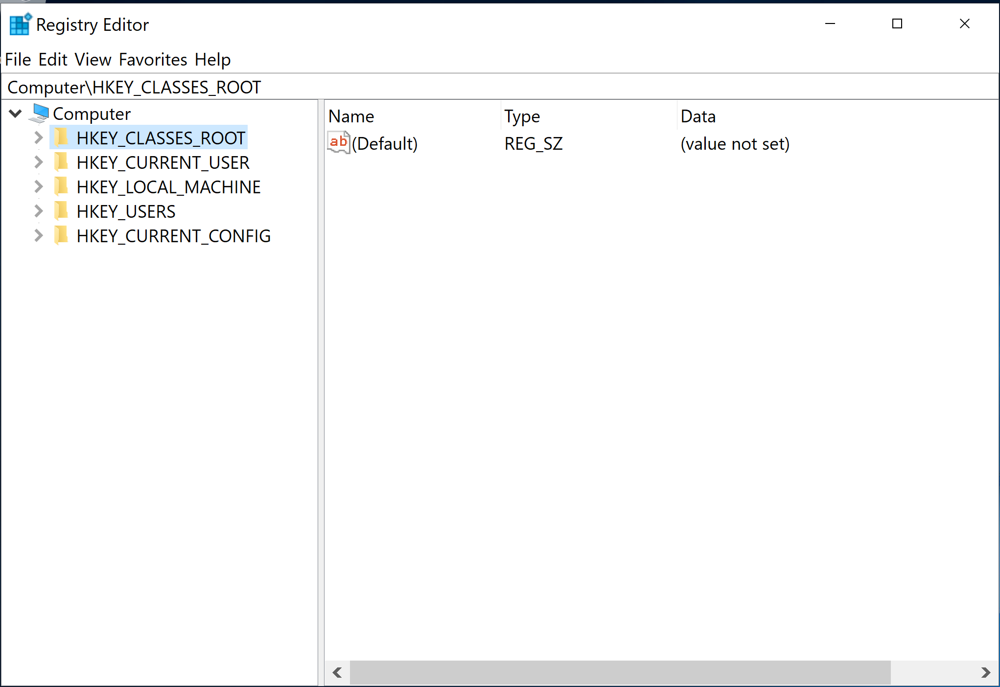 Registry Editor
File Edit View Favorites Help
Computer\HKEY_CLASSES_ROOT
Computer
HKEY_CLASSES_ROOT
HKEY_CURRENT_USER
HKEY_LOCAL_MACHINE
HKEY_USERS
HKEY_CURRENT_CONFIG
Name Type Data
ab (Default) REG_SZ (value not set)